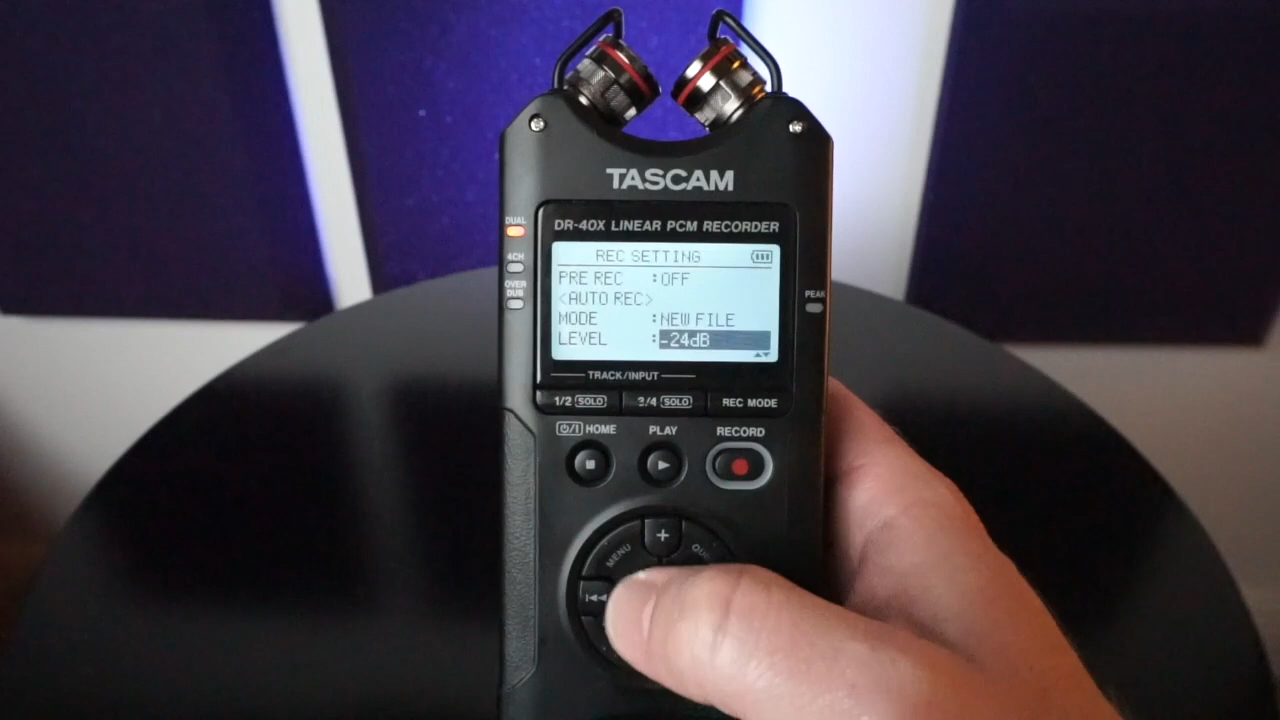 TASCAM
DR-40X LINEAR PCM RECORDER
DUAL
4CH
OVER DUB
PEAK
REC SETTING
PRE REC :OFF
<AUTO REC>
MODE :NEW FILE
LEVEL :-24dB
TRACK/INPUT
1/2 SOLO 3/4 SOLO REC MODE
HOME PLAY RECORD
+
MENU